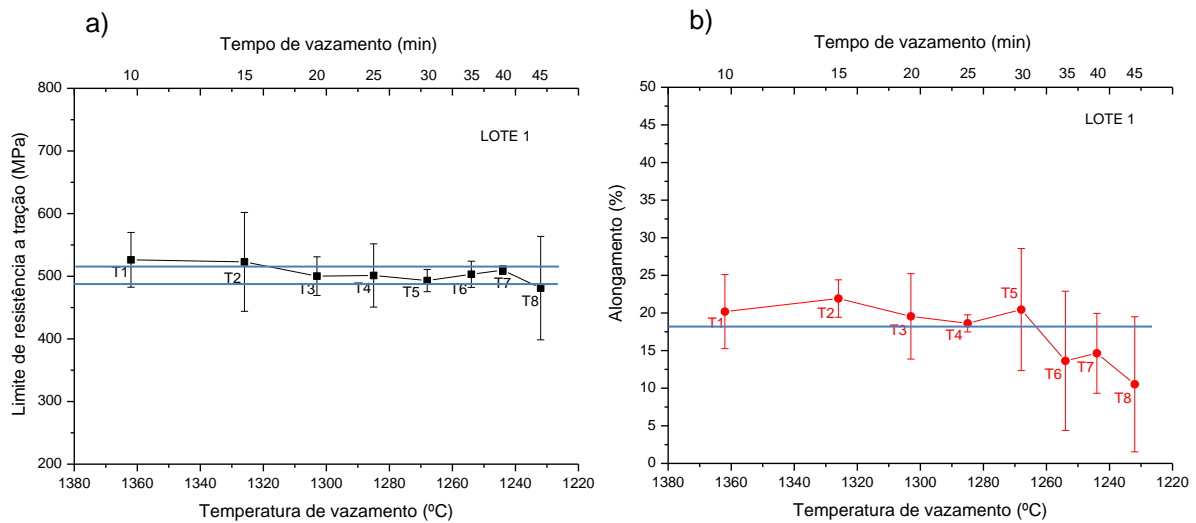 a)
Tempo de vazamento (min)
10 15 20 25 30 35 40 45
800
700
600
500
400
300
200
Limite de resistência a tração (MPa)
LOTE 1
T1
T2
T3
T4
T5
T6
T7
T8
1380 1360 1340 1320 1300 1280 1260 1240 1220
Temperatura de vazamento (ºC)
b)
Tempo de vazamento (min)
10 15 20 25 30 35 40 45
50
45
40
35
30
25
20
15
10
5
0
Alongamento (%)
LOTE 1
T1
T2
T3
T4
T5
T6
T7
T8
1380 1360 1340 1320 1300 1280 1260 1240 1220
Temperatura de vazamento (ºC)